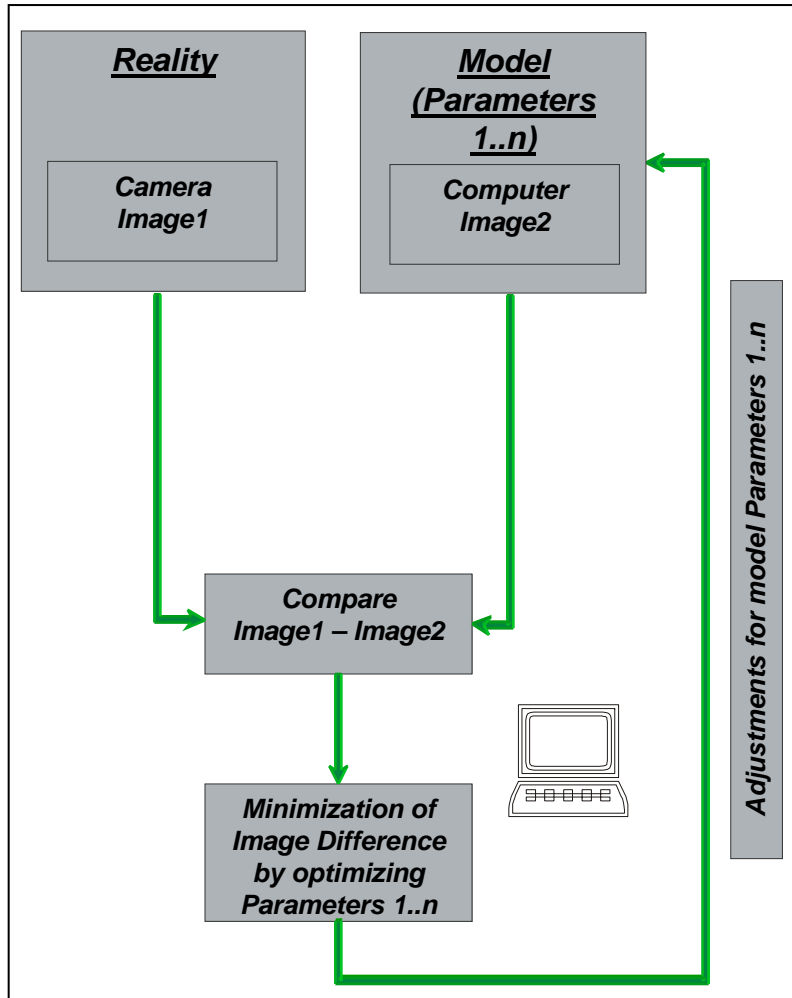 Reality
Camera
Image1
Model
(Parameters
1..n)
Computer
Image2
Compare
Image1 – Image2
Minimization of
Image Difference
by optimizing
Parameters 1..n
Adjustments for model Parameters 1..n